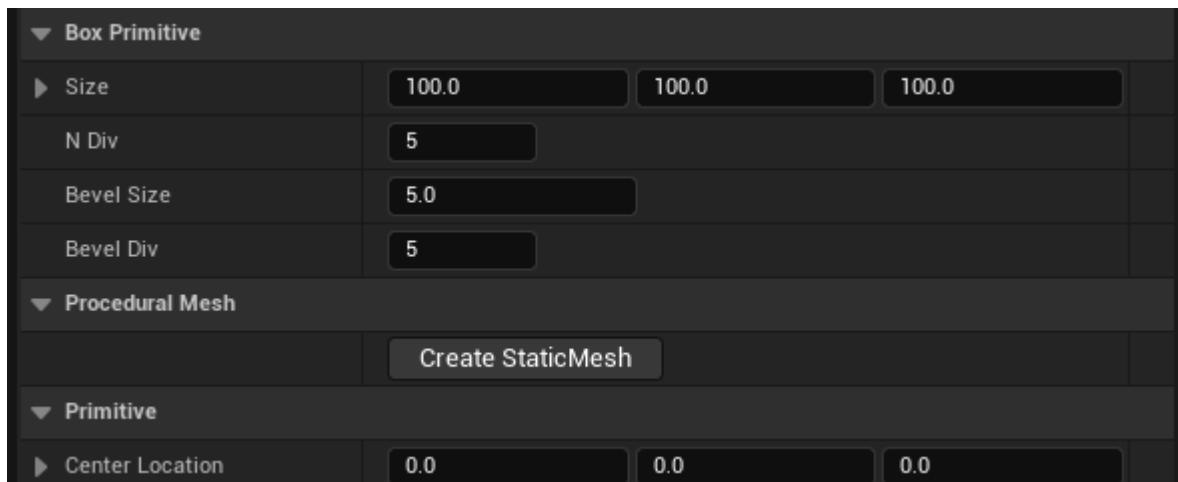 Box Primitive
Size 100.0 100.0 100.0
N Div 5
Bevel Size 5.0
Bevel Div 5
Procedural Mesh
Create StaticMesh
Primitive
Center Location 0.0 0.0 0.0